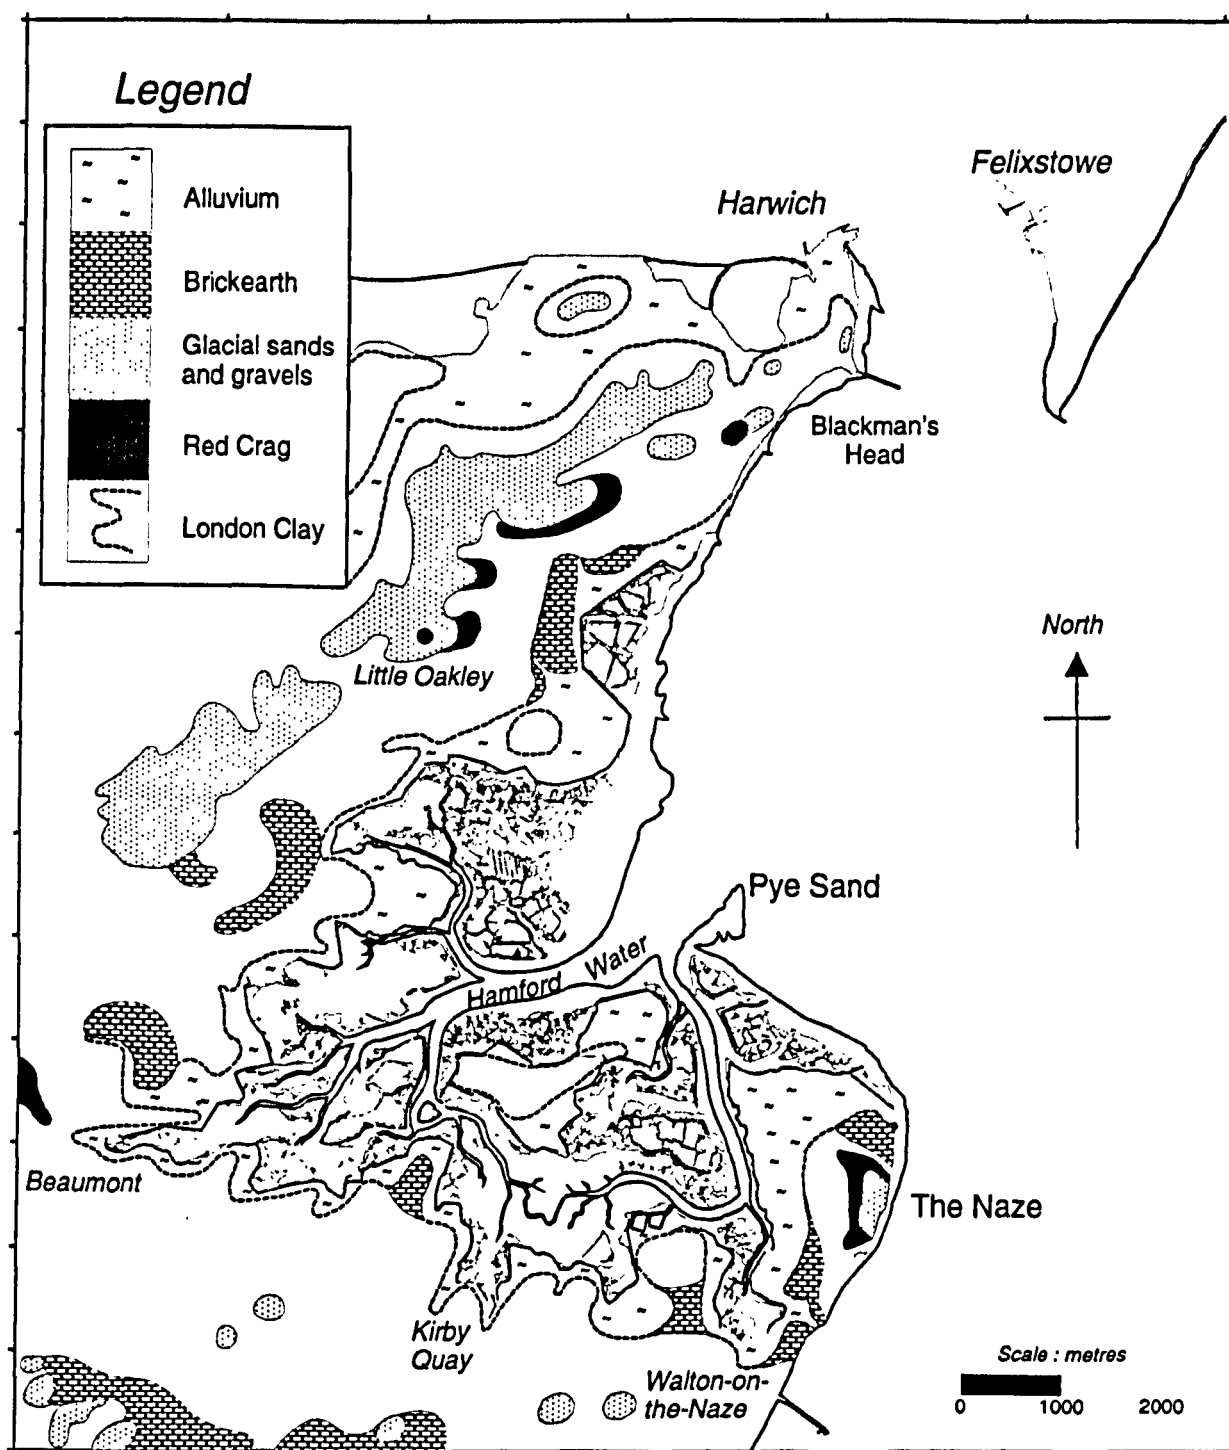 Legend
Alluvium
Brickearth
Glacial sands
and gravels
Red Crag
London Clay
Felixstowe
Harwich
Blackman's
Head
North
Little Oakley
Pye Sand
Hamford Water
Beaumont
The Naze
Kirby
Quay
Walton-on-
the-Naze
Scale : metres
0 1000 2000